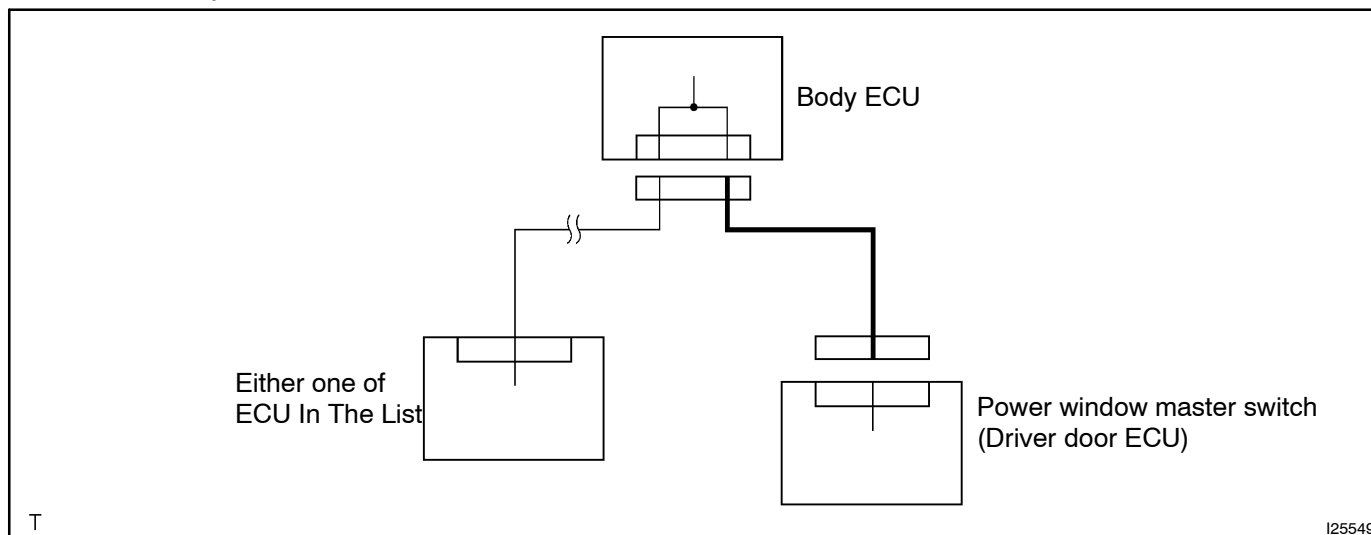 Body ECU
Either one of
ECU In The List
Power window master switch
(Driver door ECU)
T
I25549